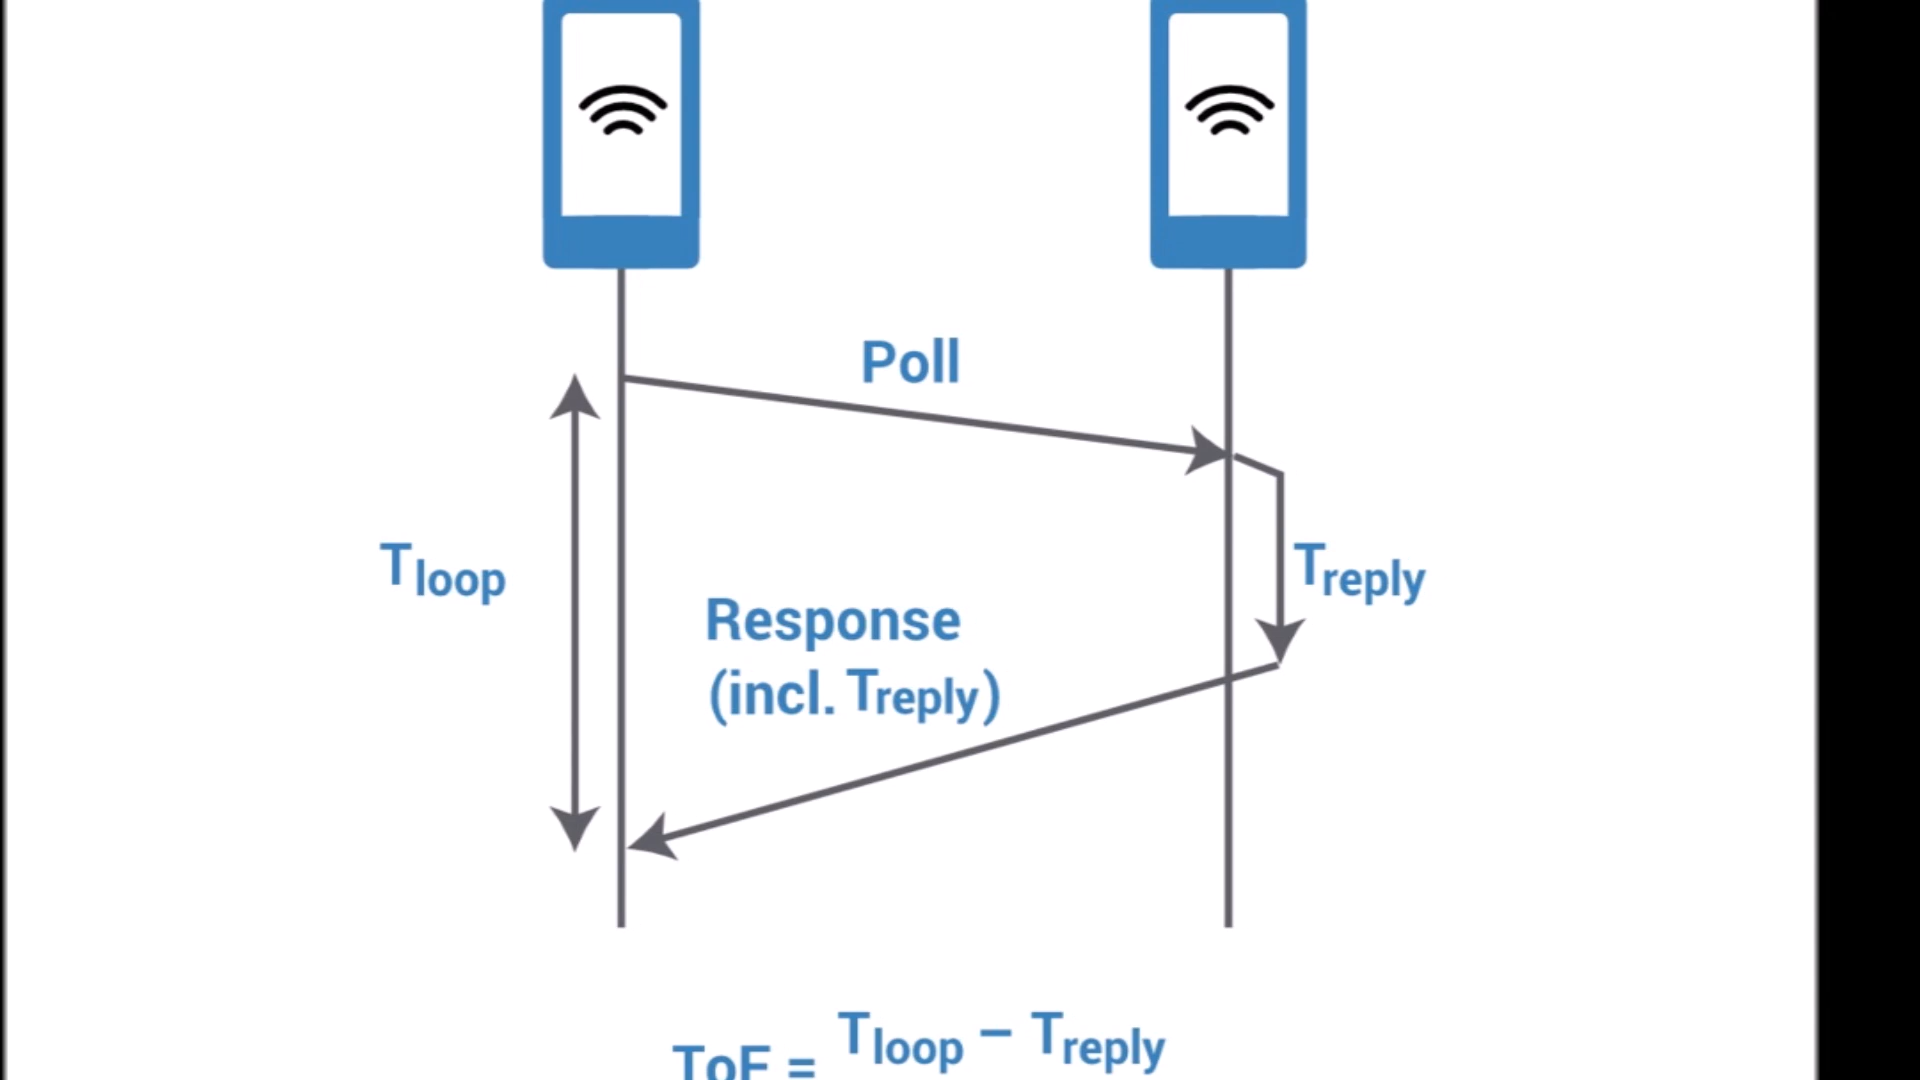 Poll
Tloop
Treply
Response
(incl. Treply)
Tloop – Treply
ToF =